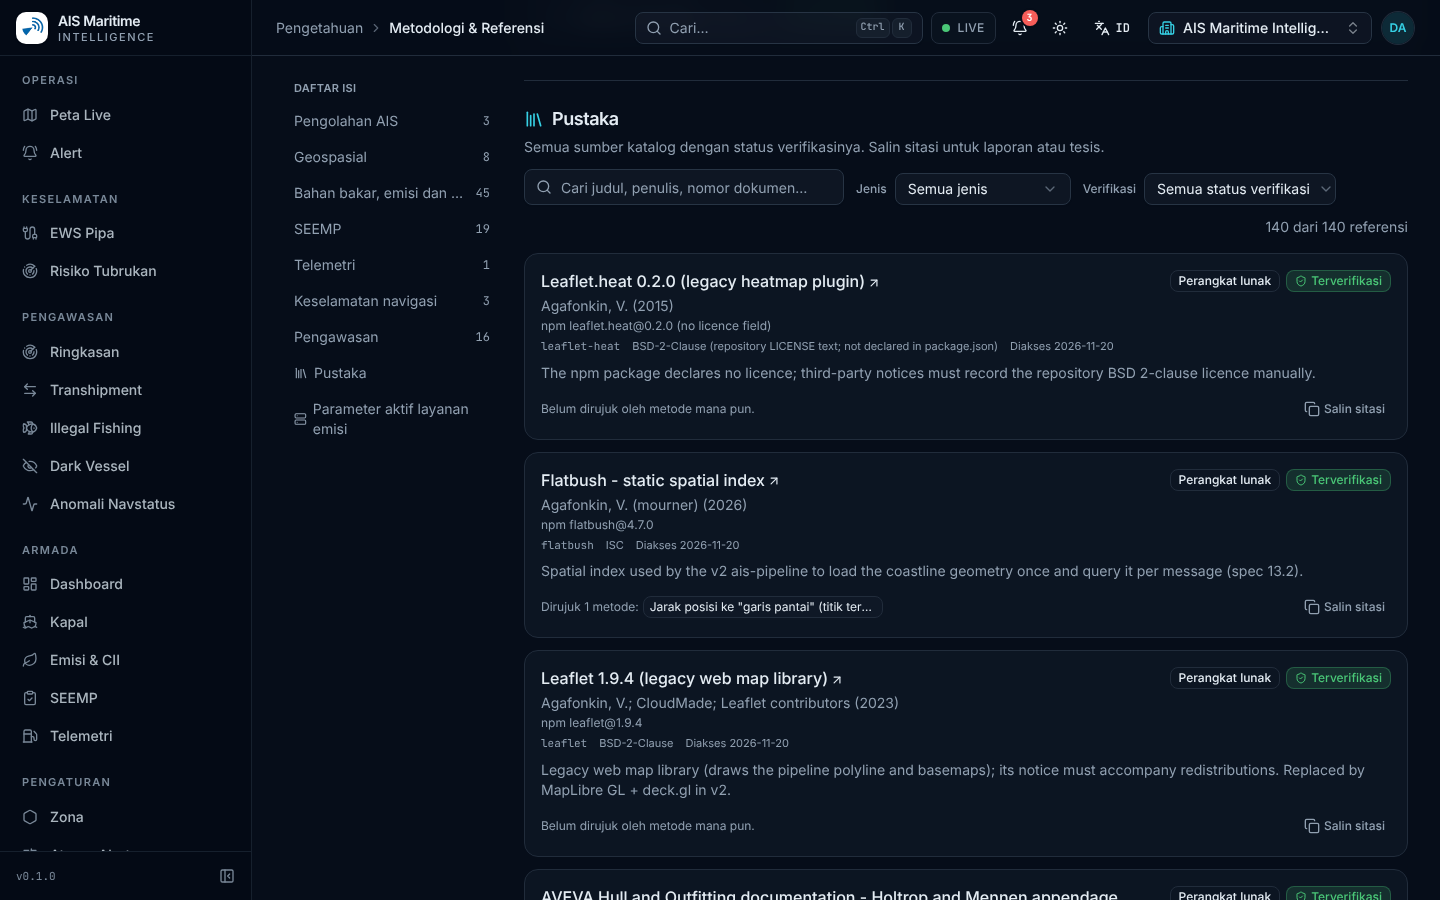 AIS Maritime
INTELLIGENCE
Pengetahuan
Metodologi & Referensi
Cari...
Ctrl K
LIVE
3
ID
AIS Maritime Intellig...
DA
OPERASI
Peta Live
Alert
KESELAMATAN
EWS Pipa
Risiko Tubrukan
PENGAWASAN
Ringkasan
Transhipment
Illegal Fishing
Dark Vessel
Anomali Navstatus
ARMADA
Dashboard
Kapal
Emisi & CII
SEEMP
Telemetri
PENGATURAN
Zona
v0.1.0
DAFTAR ISI
Pengolahan AIS 3
Geospasial 8
Bahan bakar, emisi dan ... 45
SEEMP 19
Telemetri 1
Keselamatan navigasi 3
Pengawasan 16
Pustaka
Parameter aktif layanan
emisi
Pustaka
Semua sumber katalog dengan status verifikasinya. Salin sitasi untuk laporan atau tesis.
Cari judul, penulis, nomor dokumen...
Jenis
Semua jenis
Verifikasi
Semua status verifikasi
140 dari 140 referensi
Leaflet.heat 0.2.0 (legacy heatmap plugin)
Perangkat lunak
Terverifikasi
Agafonkin, V. (2015)
npm leaflet.heat@0.2.0 (no licence field)
leaflet-heat BSD-2-Clause (repository LICENSE text; not declared in package.json) Diakses 2026-11-20
The npm package declares no licence; third-party notices must record the repository BSD 2-clause licence manually.
Belum dirujuk oleh metode mana pun.
Salin sitasi
Flatbush - static spatial index
Perangkat lunak
Terverifikasi
Agafonkin, V. (mourner) (2026)
npm flatbush@4.7.0
flatbush ISC Diakses 2026-11-20
Spatial index used by the v2 ais-pipeline to load the coastline geometry once and query it per message (spec 13.2).
Dirujuk 1 metode: Jarak posisi ke "garis pantai" (titik ter...
Salin sitasi
Leaflet 1.9.4 (legacy web map library)
Perangkat lunak
Terverifikasi
Agafonkin, V.; CloudMade; Leaflet contributors (2023)
npm leaflet@1.9.4
leaflet BSD-2-Clause Diakses 2026-11-20
Legacy web map library (draws the pipeline polyline and basemaps); its notice must accompany redistributions. Replaced by
MapLibre GL + deck.gl in v2.
Belum dirujuk oleh metode mana pun.
Salin sitasi
AVEVA Hull and Outfitting documentation - Holtrop and Mennen appendage
Perangkat lunak
Terverifikasi